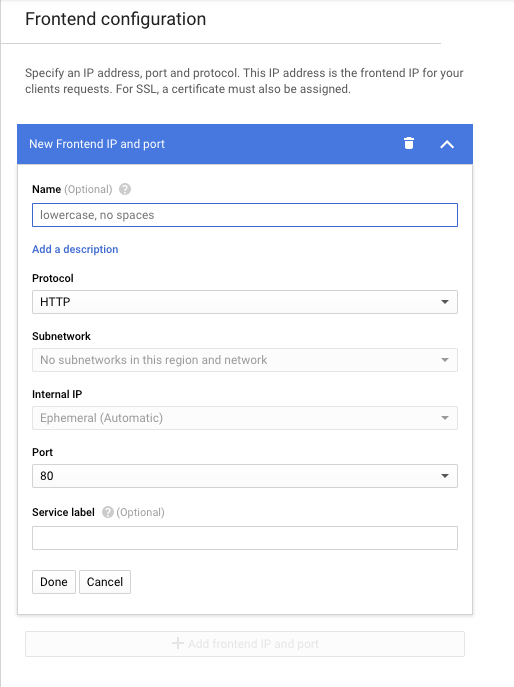 Frontend configuration
Specify an IP address, port and protocol. This IP address is the frontend IP for your
clients requests. For SSL, a certificate must also be assigned.
New Frontend IP and port
Name (Optional) ?
lowercase, no spaces
Add a description
Protocol
HTTP
Subnetwork
No subnetworks in this region and network
Internal IP
Ephemeral (Automatic)
Port
80
Service label ? (Optional)
Done Cancel
+ Add frontend IP and port